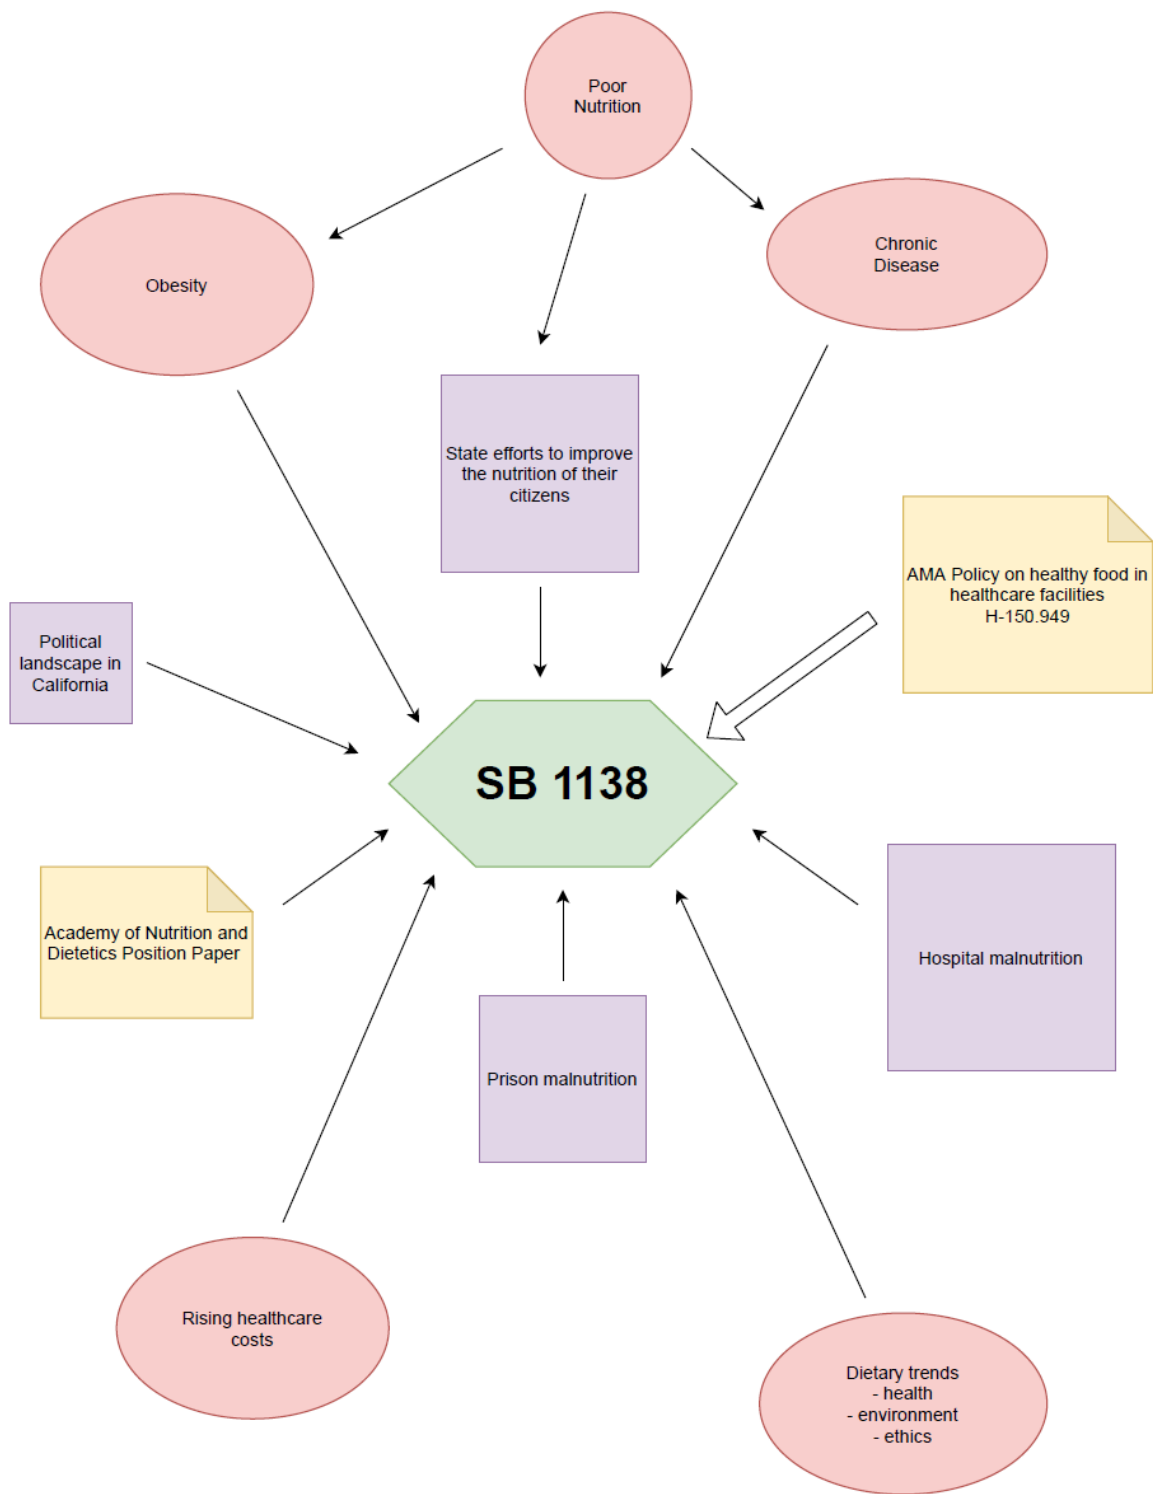 Poor
Nutrition
Obesity
Chronic
Disease
State efforts to improve
the nutrition of their
citizens
AMA Policy on healthy food in
healthcare facilities
H-150.949
Political
landscape in
California
SB 1138
Academy of Nutrition and
Dietetics Position Paper
Hospital malnutrition
Prison malnutrition
Rising healthcare
costs
Dietary trends
- health
- environment
- ethics